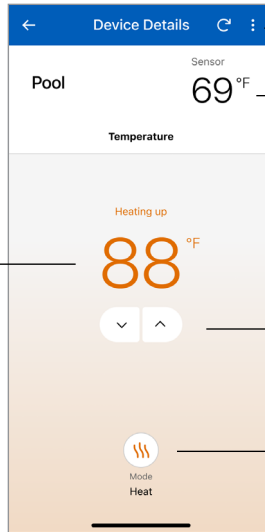 Device Details
Sensor
Pool
69°F
Temperature
Heating up
88°F
Mode
Heat